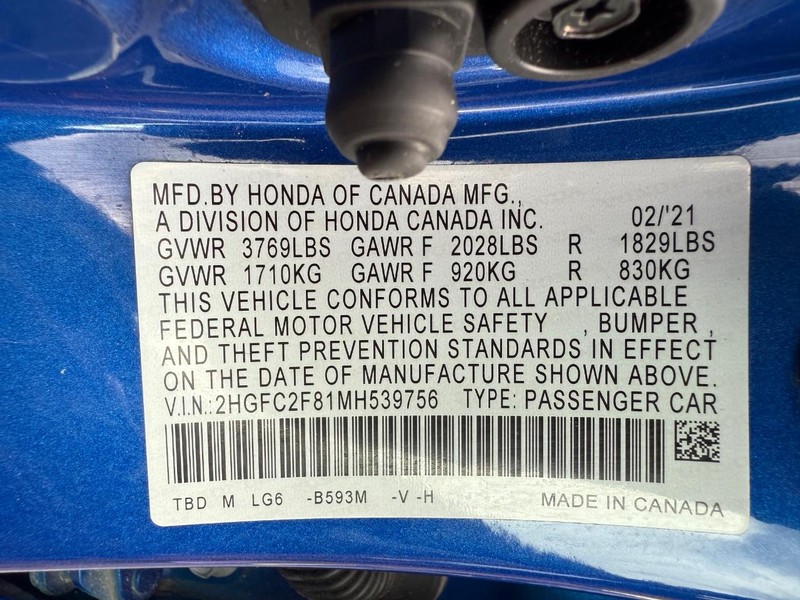 MFD.BY HONDA OF CANADA MFG.,
A DIVISION OF HONDA CANADA INC. 02/'21
GVWR 3769LBS GAWR F 2028LBS R 1829LBS
GVWR 1710KG GAWR F 920KG R 830KG
THIS VEHICLE CONFORMS TO ALL APPLICABLE
FEDERAL MOTOR VEHICLE SAFETY , BUMPER ,
AND THEFT PREVENTION STANDARDS IN EFFECT
ON THE DATE OF MANUFACTURE SHOWN ABOVE.
V.I.N.:2HGFC2F81MH539756 TYPE: PASSENGER CAR
TBD M LG6 -B593M -V -H MADE IN CANADA